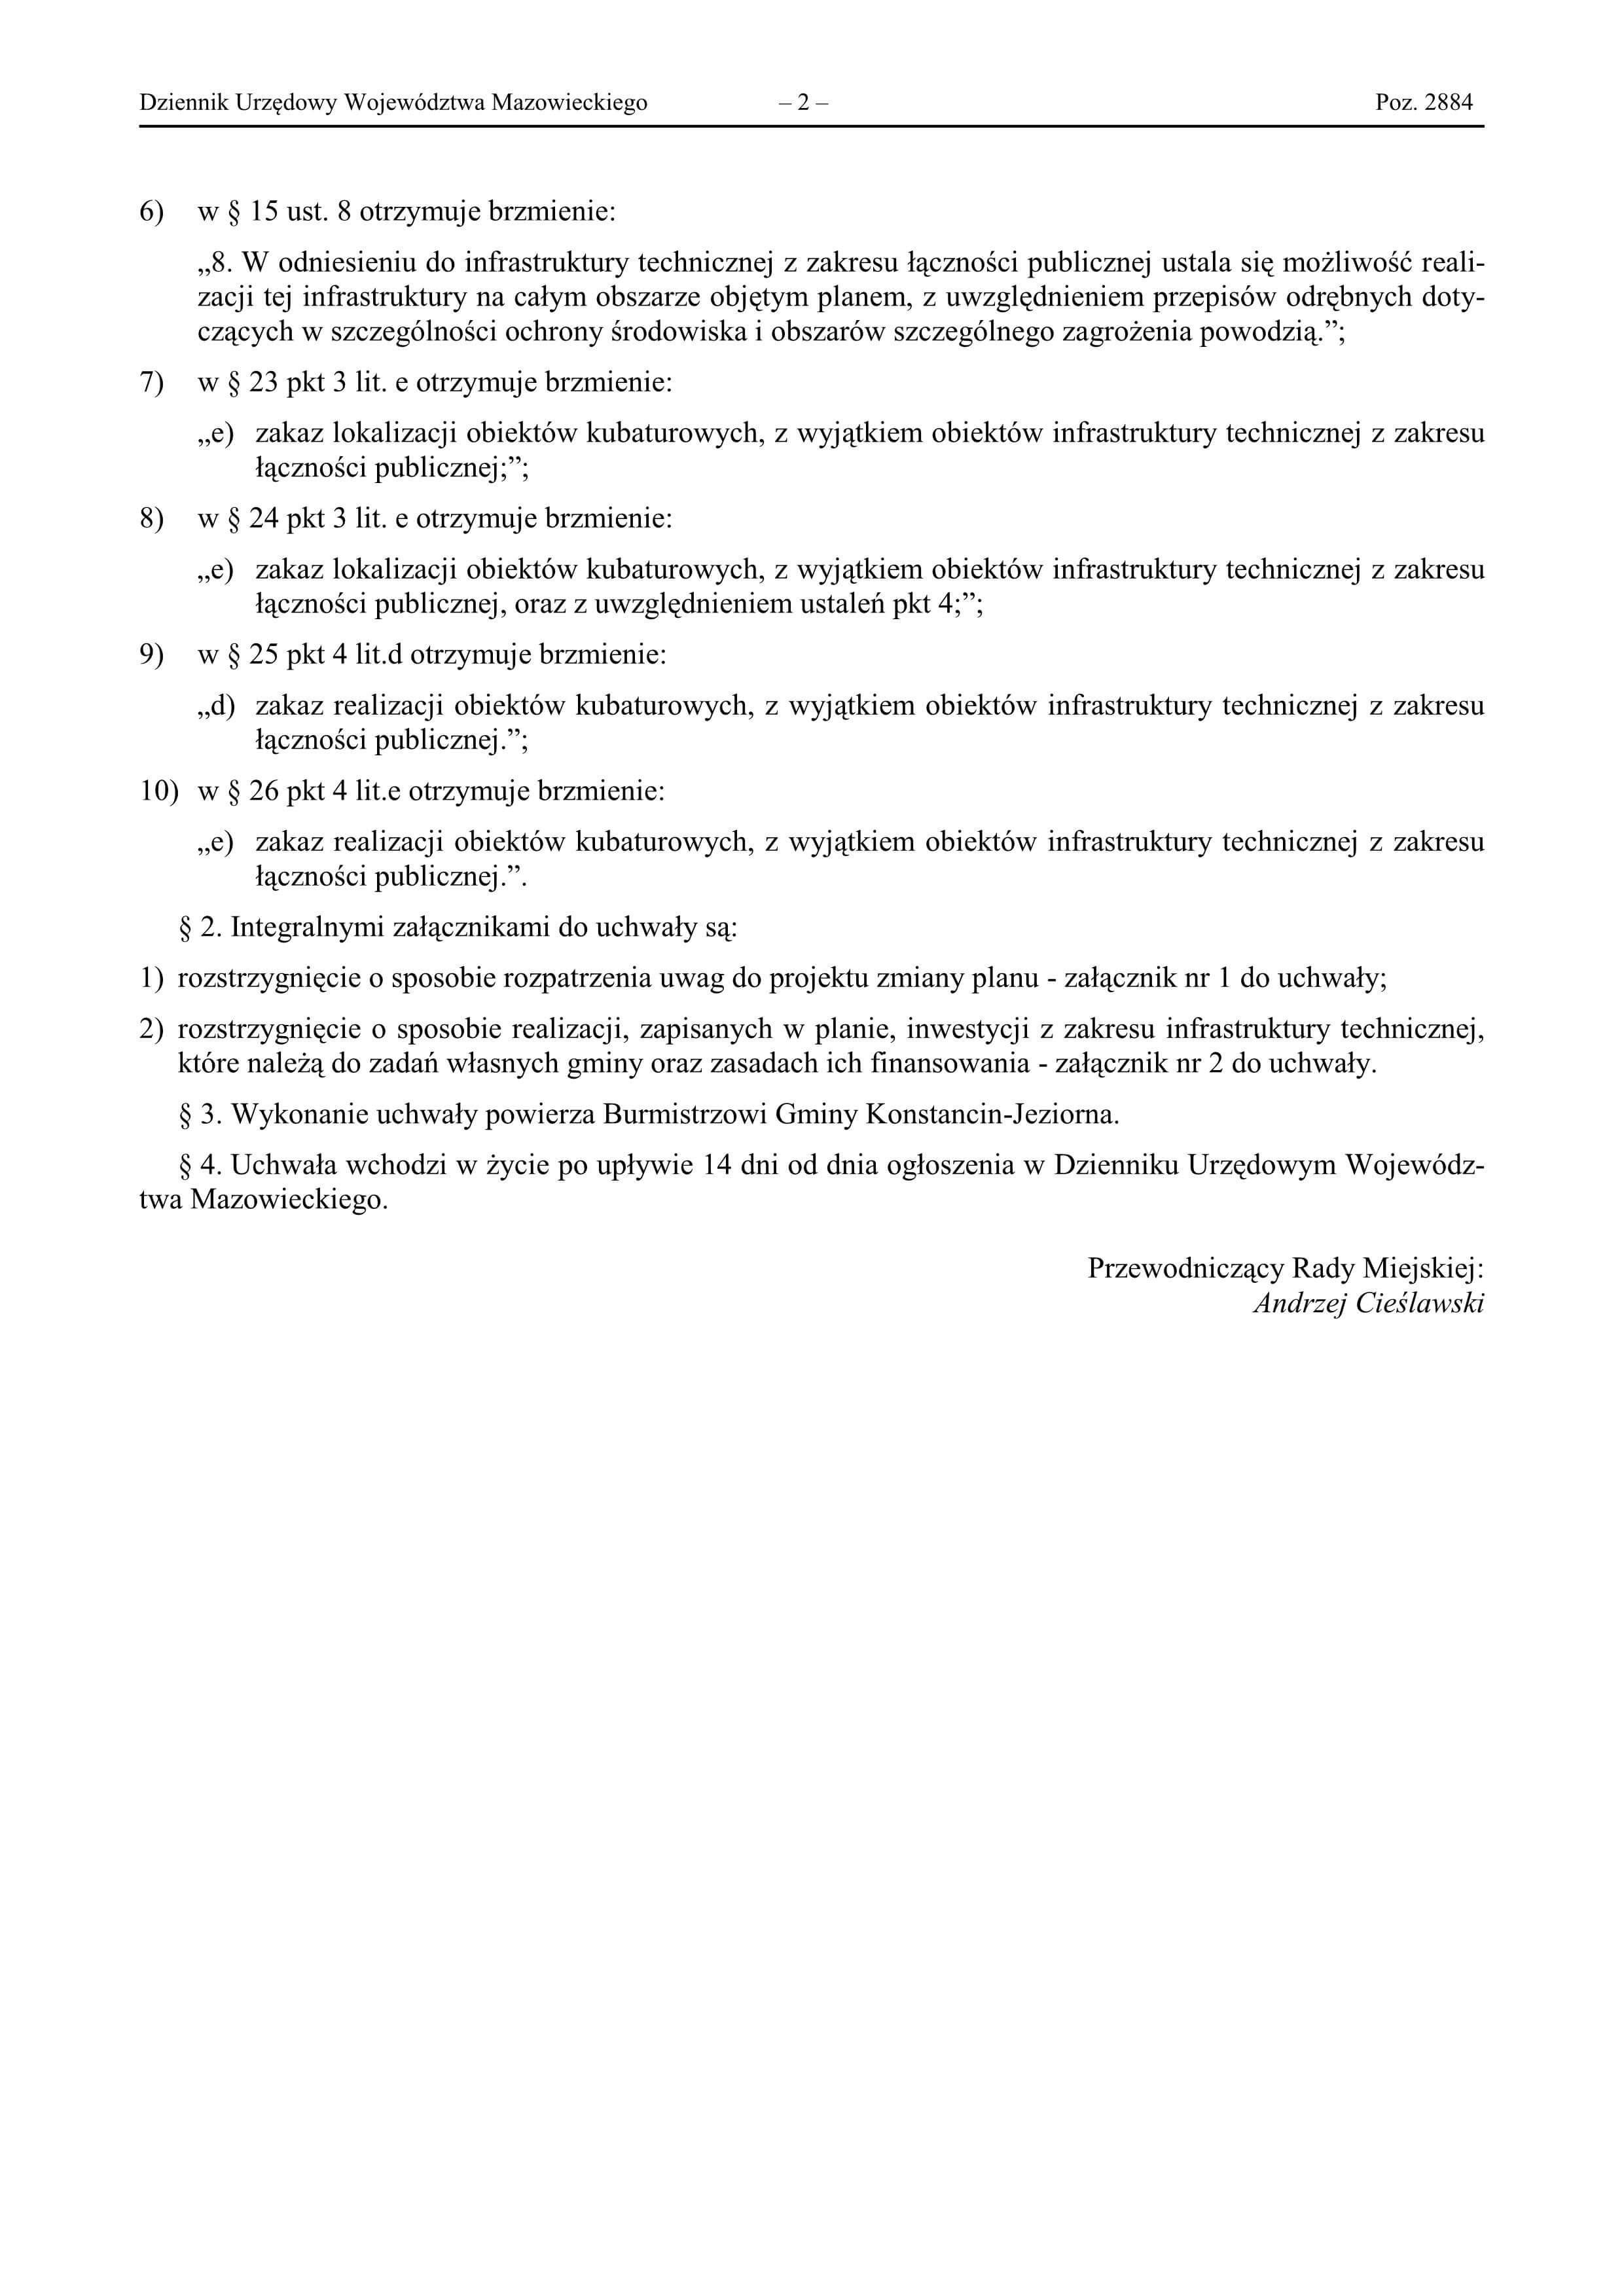 Dziennik Urzędowy Województwa Mazowieckiego – 2 – Poz. 2884
6) w § 15 ust. 8 otrzymuje brzmienie:
„8. W odniesieniu do infrastruktury technicznej z zakresu łączności publicznej ustala się możliwość reali-
zacji tej infrastruktury na całym obszarze objętym planem, z uwzględnieniem przepisów odrębnych doty-
czących w szczególności ochrony środowiska i obszarów szczególnego zagrożenia powodzią.”;
7) w § 23 pkt 3 lit. e otrzymuje brzmienie:
„e) zakaz lokalizacji obiektów kubaturowych, z wyjątkiem obiektów infrastruktury technicznej z zakresu
łączności publicznej;”;
8) w § 24 pkt 3 lit. e otrzymuje brzmienie:
„e) zakaz lokalizacji obiektów kubaturowych, z wyjątkiem obiektów infrastruktury technicznej z zakresu
łączności publicznej, oraz z uwzględnieniem ustaleń pkt 4;”;
9) w § 25 pkt 4 lit.d otrzymuje brzmienie:
„d) zakaz realizacji obiektów kubaturowych, z wyjątkiem obiektów infrastruktury technicznej z zakresu
łączności publicznej.”;
10) w § 26 pkt 4 lit.e otrzymuje brzmienie:
„e) zakaz realizacji obiektów kubaturowych, z wyjątkiem obiektów infrastruktury technicznej z zakresu
łączności publicznej.”.
§ 2. Integralnymi załącznikami do uchwały są:
1) rozstrzygnięcie o sposobie rozpatrzenia uwag do projektu zmiany planu - załącznik nr 1 do uchwały;
2) rozstrzygnięcie o sposobie realizacji, zapisanych w planie, inwestycji z zakresu infrastruktury technicznej,
które należą do zadań własnych gminy oraz zasadach ich finansowania - załącznik nr 2 do uchwały.
§ 3. Wykonanie uchwały powierza Burmistrzowi Gminy Konstancin-Jeziorna.
§ 4. Uchwała wchodzi w życie po upływie 14 dni od dnia ogłoszenia w Dzienniku Urzędowym Wojewódz-
twa Mazowieckiego.
Przewodniczący Rady Miejskiej:
Andrzej Cieślawski